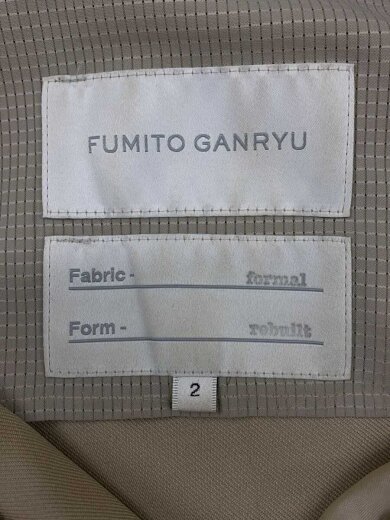 FUMITO GANRYU
Fabric - formal
Form - rebuilt
2